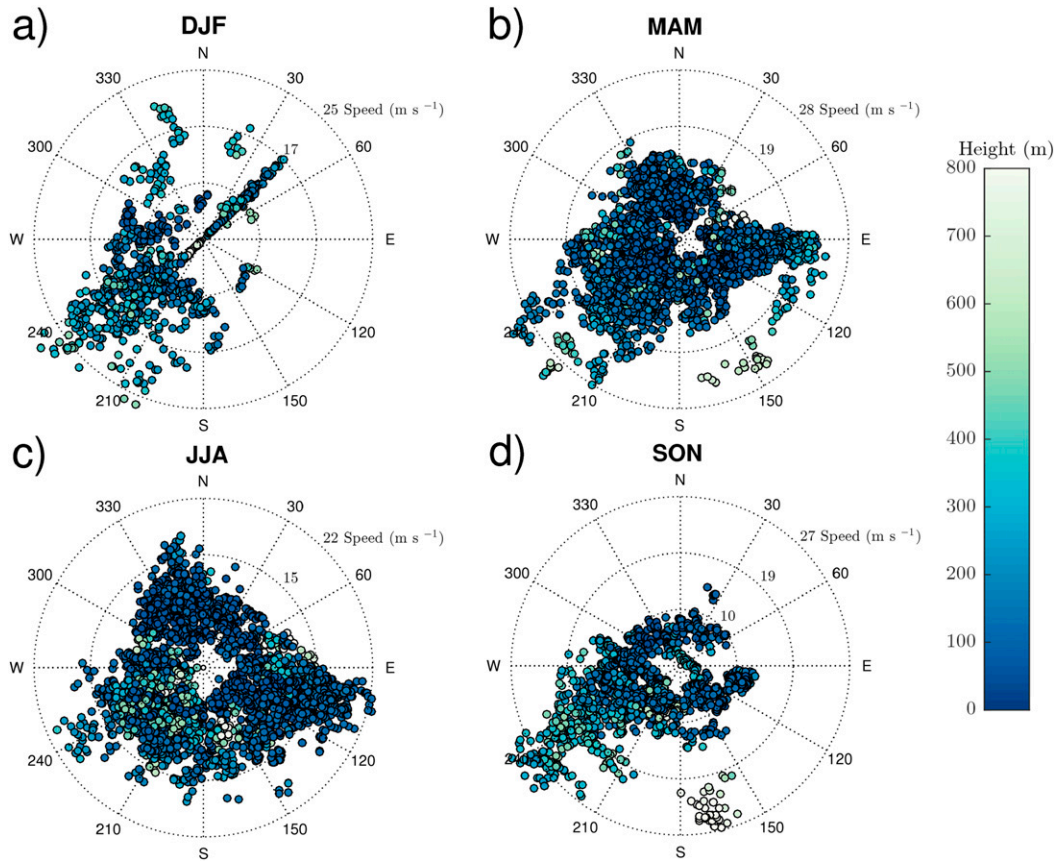 a)
DJF
N
330
30
25 Speed (m s −1)
17
300
60
W
E
240
120
210
150
S
b)
MAM
N
330
30
28 Speed (m s −1)
19
300
60
W
E
240
120
210
150
S
c)
JJA
N
330
30
22 Speed (m s −1)
15
300
60
W
E
240
120
210
150
S
d)
SON
N
330
30
27 Speed (m s −1)
19
10
300
60
W
E
120
210
150
S
Height (m)
800
700
600
500
400
300
200
100
0